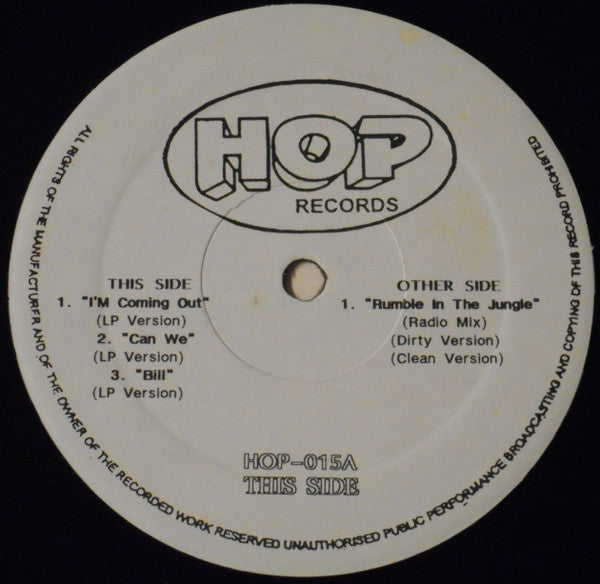 HOP
RECORDS
THIS SIDE
1. "I'M Coming Out"
(LP Version)
2. "Can We"
(LP Version)
3. "Bill"
(LP Version)
OTHER SIDE
1. "Rumble In The Jungle"
(Radio Mix)
(Dirty Version)
(Clean Version)
HOP-015A
THIS SIDE
ALL RIGHTS OF THE MANUFACTURER AND OF THE OWNER OF THE RECORDED WORK RESERVED UNAUTHORISED PUBLIC PERFORMANCE BROADCASTING AND COPYING OF THIS RECORD PROHIBITED